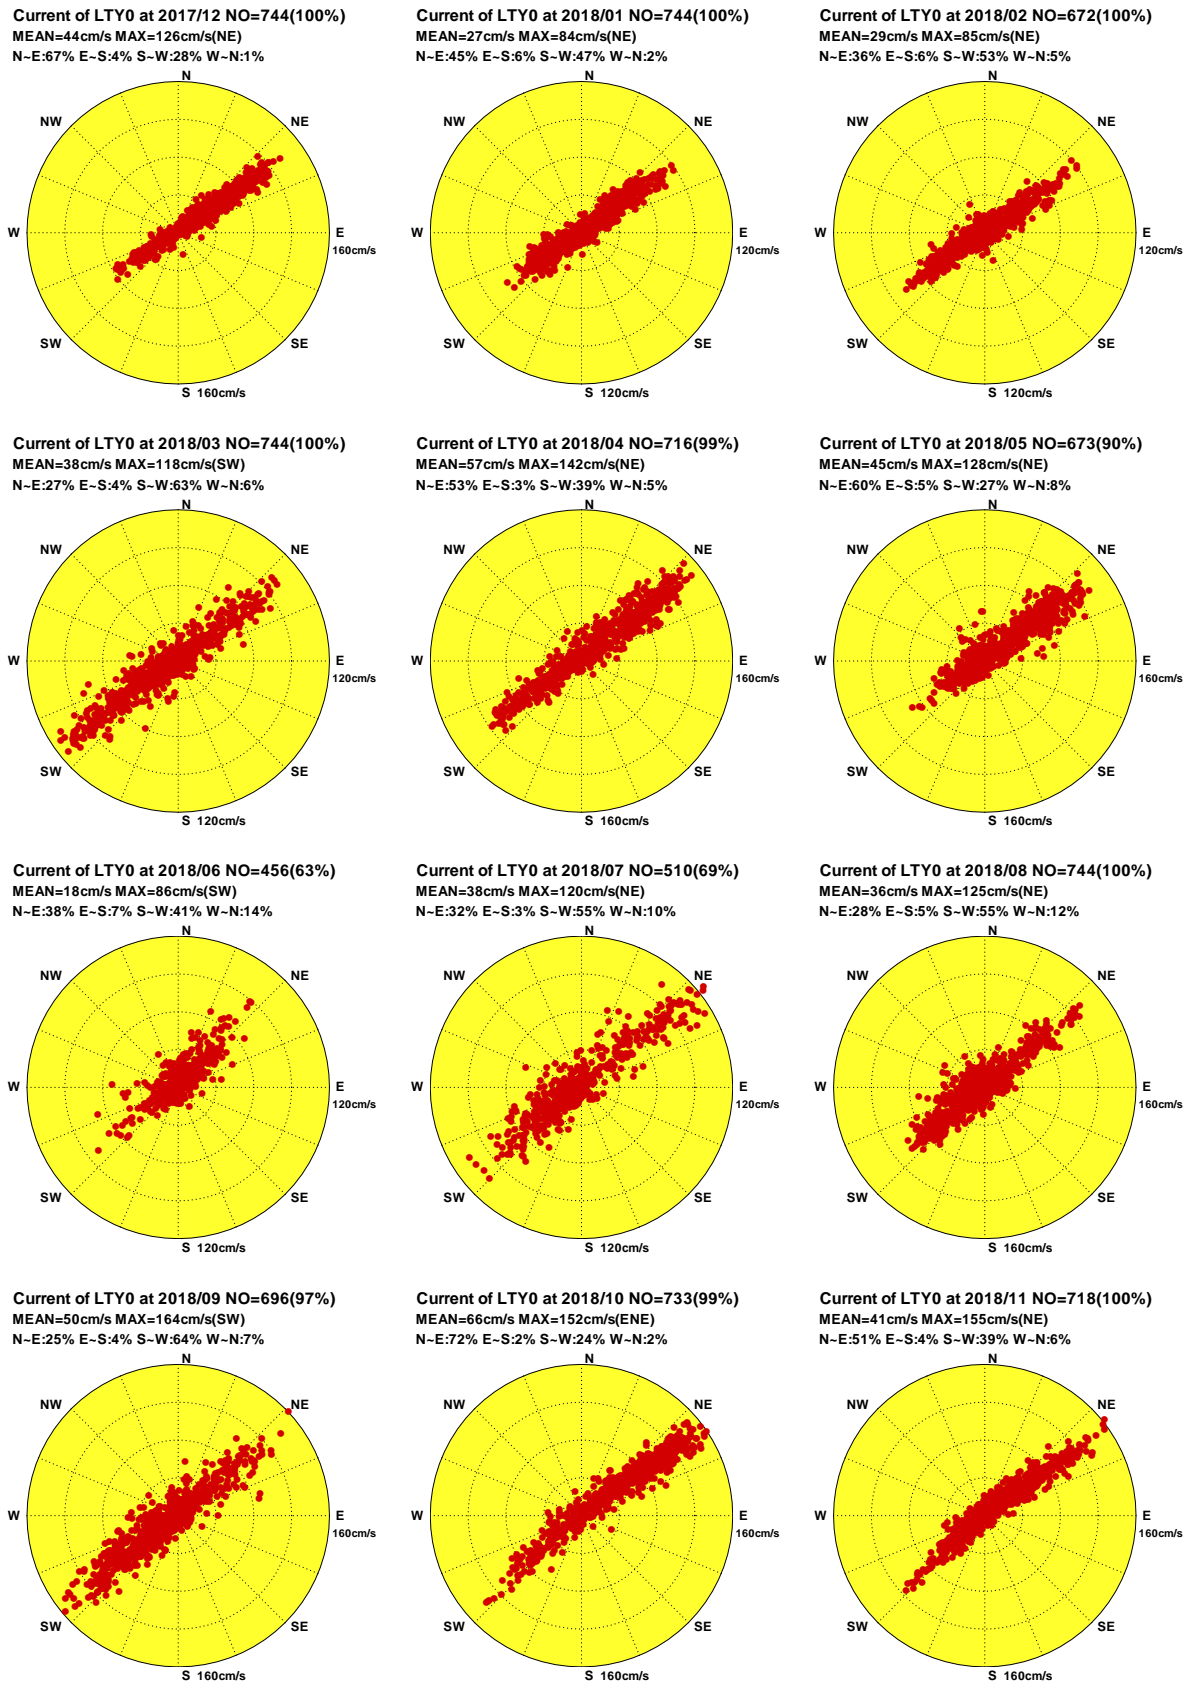 Current of LTY0 at 2017/12 NO=744(100%)
MEAN=44cm/s MAX=126cm/s(NE)
N~E:67% E~S:4% S~W:28% W~N:1%
N
NW
NE
W
E
160cm/s
SW
SE
S 160cm/s
Current of LTY0 at 2018/01 NO=744(100%)
MEAN=27cm/s MAX=84cm/s(NE)
N~E:45% E~S:6% S~W:47% W~N:2%
N
NW
NE
W
E
120cm/s
SW
SE
S 120cm/s
Current of LTY0 at 2018/02 NO=672(100%)
MEAN=29cm/s MAX=85cm/s(NE)
N~E:36% E~S:6% S~W:53% W~N:5%
N
NW
NE
W
E
120cm/s
SW
SE
S 120cm/s
Current of LTY0 at 2018/03 NO=744(100%)
MEAN=38cm/s MAX=118cm/s(SW)
N~E:27% E~S:4% S~W:63% W~N:6%
N
NW
NE
W
E
120cm/s
SW
SE
S 120cm/s
Current of LTY0 at 2018/04 NO=716(99%)
MEAN=57cm/s MAX=142cm/s(NE)
N~E:53% E~S:3% S~W:39% W~N:5%
N
NW
NE
W
E
160cm/s
SW
SE
S 160cm/s
Current of LTY0 at 2018/05 NO=673(90%)
MEAN=45cm/s MAX=128cm/s(NE)
N~E:60% E~S:5% S~W:27% W~N:8%
N
NW
NE
W
E
160cm/s
SW
SE
S 160cm/s
Current of LTY0 at 2018/06 NO=456(63%)
MEAN=18cm/s MAX=86cm/s(SW)
N~E:38% E~S:7% S~W:41% W~N:14%
N
NW
NE
W
E
120cm/s
SW
SE
S 120cm/s
Current of LTY0 at 2018/07 NO=510(69%)
MEAN=38cm/s MAX=120cm/s(NE)
N~E:32% E~S:3% S~W:55% W~N:10%
N
NW
NE
W
E
120cm/s
SW
SE
S 120cm/s
Current of LTY0 at 2018/08 NO=744(100%)
MEAN=36cm/s MAX=125cm/s(NE)
N~E:28% E~S:5% S~W:55% W~N:12%
N
NW
NE
W
E
160cm/s
SW
SE
S 160cm/s
Current of LTY0 at 2018/09 NO=696(97%)
MEAN=50cm/s MAX=164cm/s(SW)
N~E:25% E~S:4% S~W:64% W~N:7%
N
NW
NE
W
E
160cm/s
SW
SE
S 160cm/s
Current of LTY0 at 2018/10 NO=733(99%)
MEAN=66cm/s MAX=152cm/s(ENE)
N~E:72% E~S:2% S~W:24% W~N:2%
N
NW
NE
W
E
160cm/s
SW
SE
S 160cm/s
Current of LTY0 at 2018/11 NO=718(100%)
MEAN=41cm/s MAX=155cm/s(NE)
N~E:51% E~S:4% S~W:39% W~N:6%
N
NW
NE
W
E
160cm/s
SW
SE
S 160cm/s